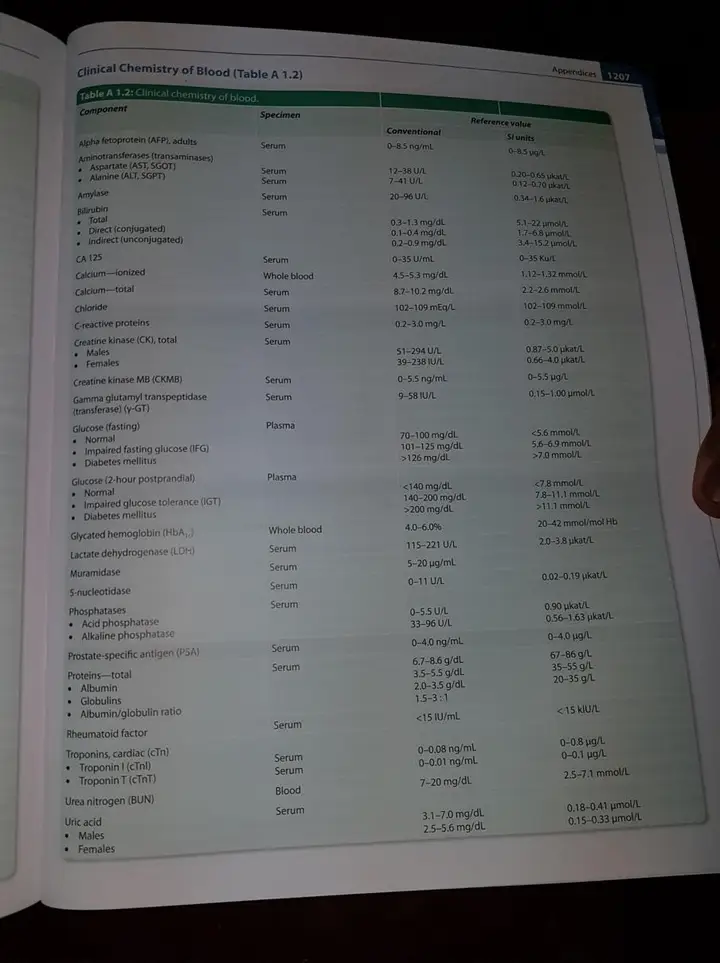 Appendices 1207
Clinical Chemistry of Blood (Table A 1.2)
Table A 1.2: Clinical chemistry of blood.
Component Specimen Reference value
Conventional SI units
Alpha fetoprotein (AFP), adults Serum 0–8.5 ng/mL 0–8.5 µg/L
Aminotransferases (transaminases)
• Aspartate (AST, SGOT) Serum 12–38 U/L 0.20–0.65 µkat/L
• Alanine (ALT, SGPT) Serum 7–41 U/L 0.12–0.70 µkat/L
Amylase Serum 20–96 U/L 0.34–1.6 µkat/L
Bilirubin Serum
• Total 0.3–1.3 mg/dL 5.1–22 µmol/L
• Direct (conjugated) 0.1–0.4 mg/dL 1.7–6.8 µmol/L
• Indirect (unconjugated) 0.2–0.9 mg/dL 3.4–15.2 µmol/L
CA 125 Serum 0–35 U/mL 0–35 Ku/L
Calcium—ionized Whole blood 4.5–5.3 mg/dL 1.12–1.32 mmol/L
Calcium—total Serum 8.7–10.2 mg/dL 2.2–2.6 mmol/L
Chloride Serum 102–109 mEq/L 102–109 mmol/L
C-reactive proteins Serum 0.2–3.0 mg/L 0.2–3.0 mg/L
Creatine kinase (CK), total Serum
• Males 51–294 U/L 0.87–5.0 µkat/L
• Females 39–238 IU/L 0.66–4.0 µkat/L
Creatine kinase MB (CKMB) Serum 0–5.5 ng/mL 0–5.5 µg/L
Gamma glutamyl transpeptidase Serum 9–58 IU/L 0.15–1.00 µmol/L
(transferase) (γ-GT)
Glucose (fasting) Plasma
• Normal 70–100 mg/dL <5.6 mmol/L
• Impaired fasting glucose (IFG) 101–125 mg/dL 5.6–6.9 mmol/L
• Diabetes mellitus >126 mg/dL >7.0 mmol/L
Glucose (2-hour postprandial) Plasma
• Normal <140 mg/dL <7.8 mmol/L
• Impaired glucose tolerance (IGT) 140–200 mg/dL 7.8–11.1 mmol/L
• Diabetes mellitus >200 mg/dL >11.1 mmol/L
Glycated hemoglobin (HbA1c) Whole blood 4.0–6.0% 20–42 mmol/mol Hb
Lactate dehydrogenase (LDH) Serum 115–221 U/L 2.0–3.8 µkat/L
Muramidase Serum 5–20 µg/mL
5-nucleotidase Serum 0–11 U/L 0.02–0.19 µkat/L
Phosphatases Serum
• Acid phosphatase 0–5.5 U/L 0.90 µkat/L
• Alkaline phosphatase 33–96 U/L 0.56–1.63 µkat/L
Prostate-specific antigen (PSA) Serum 0–4.0 ng/mL 0–4.0 µg/L
Proteins—total Serum 6.7–8.6 g/dL 67–86 g/L
• Albumin 3.5–5.5 g/dL 35–55 g/L
• Globulins 2.0–3.5 g/dL 20–35 g/L
• Albumin/globulin ratio 1.5–3 : 1
Rheumatoid factor Serum <15 IU/mL < 15 kIU/L
Troponins, cardiac (cTn)
• Troponin I (cTnI) Serum 0–0.08 ng/mL 0–0.8 µg/L
• Troponin T (cTnT) Serum 0–0.01 ng/mL 0–0.1 µg/L
Urea nitrogen (BUN) Blood 7–20 mg/dL 2.5–7.1 mmol/L
Uric acid Serum
• Males 3.1–7.0 mg/dL 0.18–0.41 µmol/L
• Females 2.5–5.6 mg/dL 0.15–0.33 µmol/L